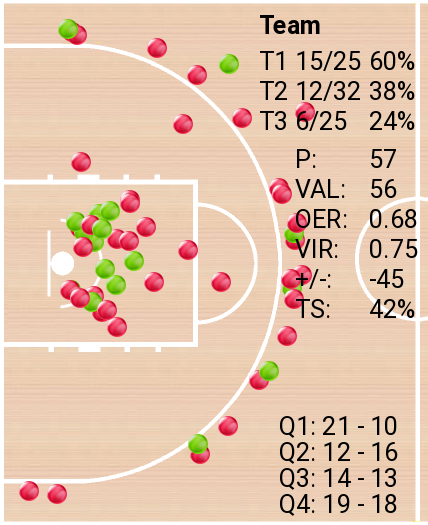 Team
T1 15/25 60%
T2 12/32 38%
T3 6/25 24%
P: 57
VAL: 56
OER: 0.68
VIR: 0.75
+/-: -45
TS: 42%
Q1: 21 - 10
Q2: 12 - 16
Q3: 14 - 13
Q4: 19 - 18